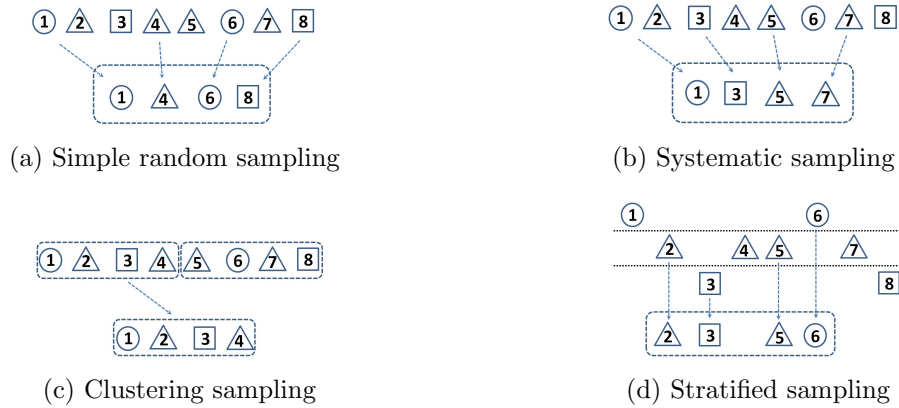 1 2 3 4 5 6 7 8
1 4 6 8
(a) Simple random sampling
1 2 3 4 5 6 7 8
1 3 5 7
(b) Systematic sampling
1 2 3 4 5 6 7 8
1 2 3 4
(c) Clustering sampling
1 6
2 4 5 7
3 8
2 3 5 6
(d) Stratified sampling